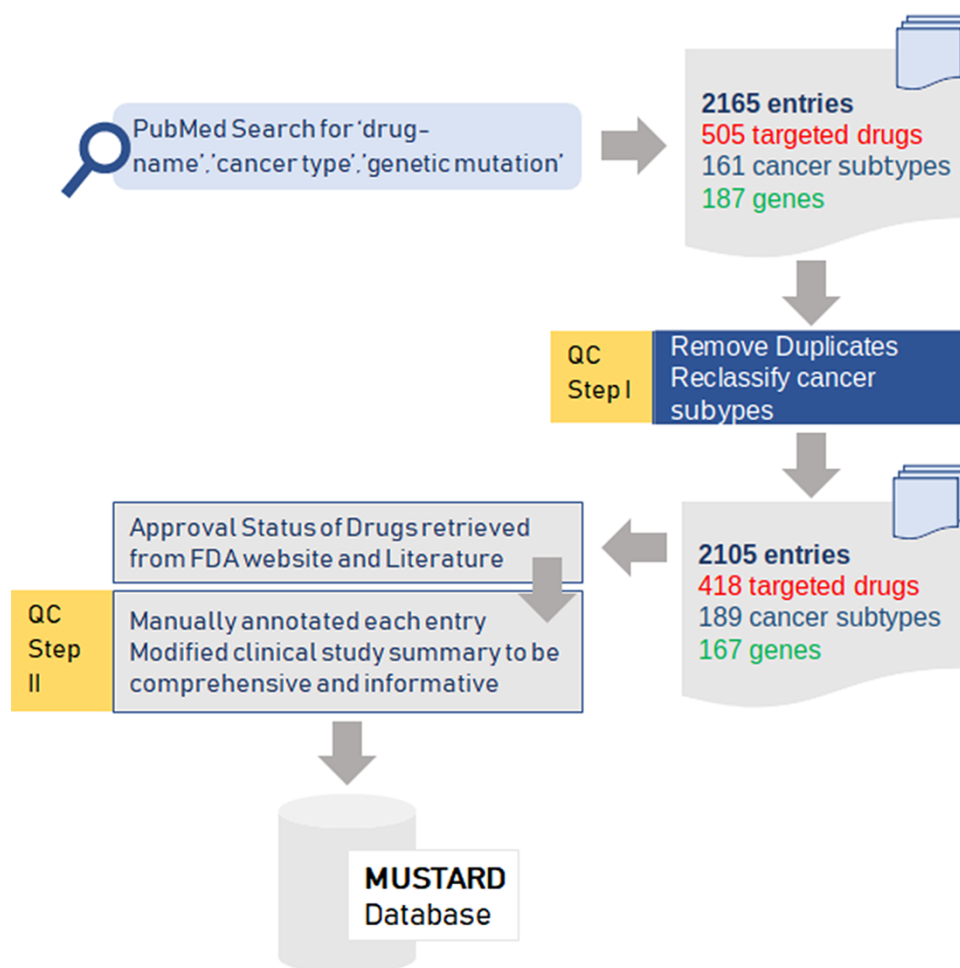 PubMed Search for ‘drug-
name’,’cancer type’,’genetic mutation’
2165 entries
505 targeted drugs
161 cancer subtypes
187 genes
QC
Step I
Remove Duplicates
Reclassify cancer
subypes
2105 entries
418 targeted drugs
189 cancer subtypes
167 genes
Approval Status of Drugs retrieved
from FDA website and Literature
QC
Step
II
Manually annotated each entry
Modified clinical study summary to be
comprehensive and informative
MUSTARD
Database